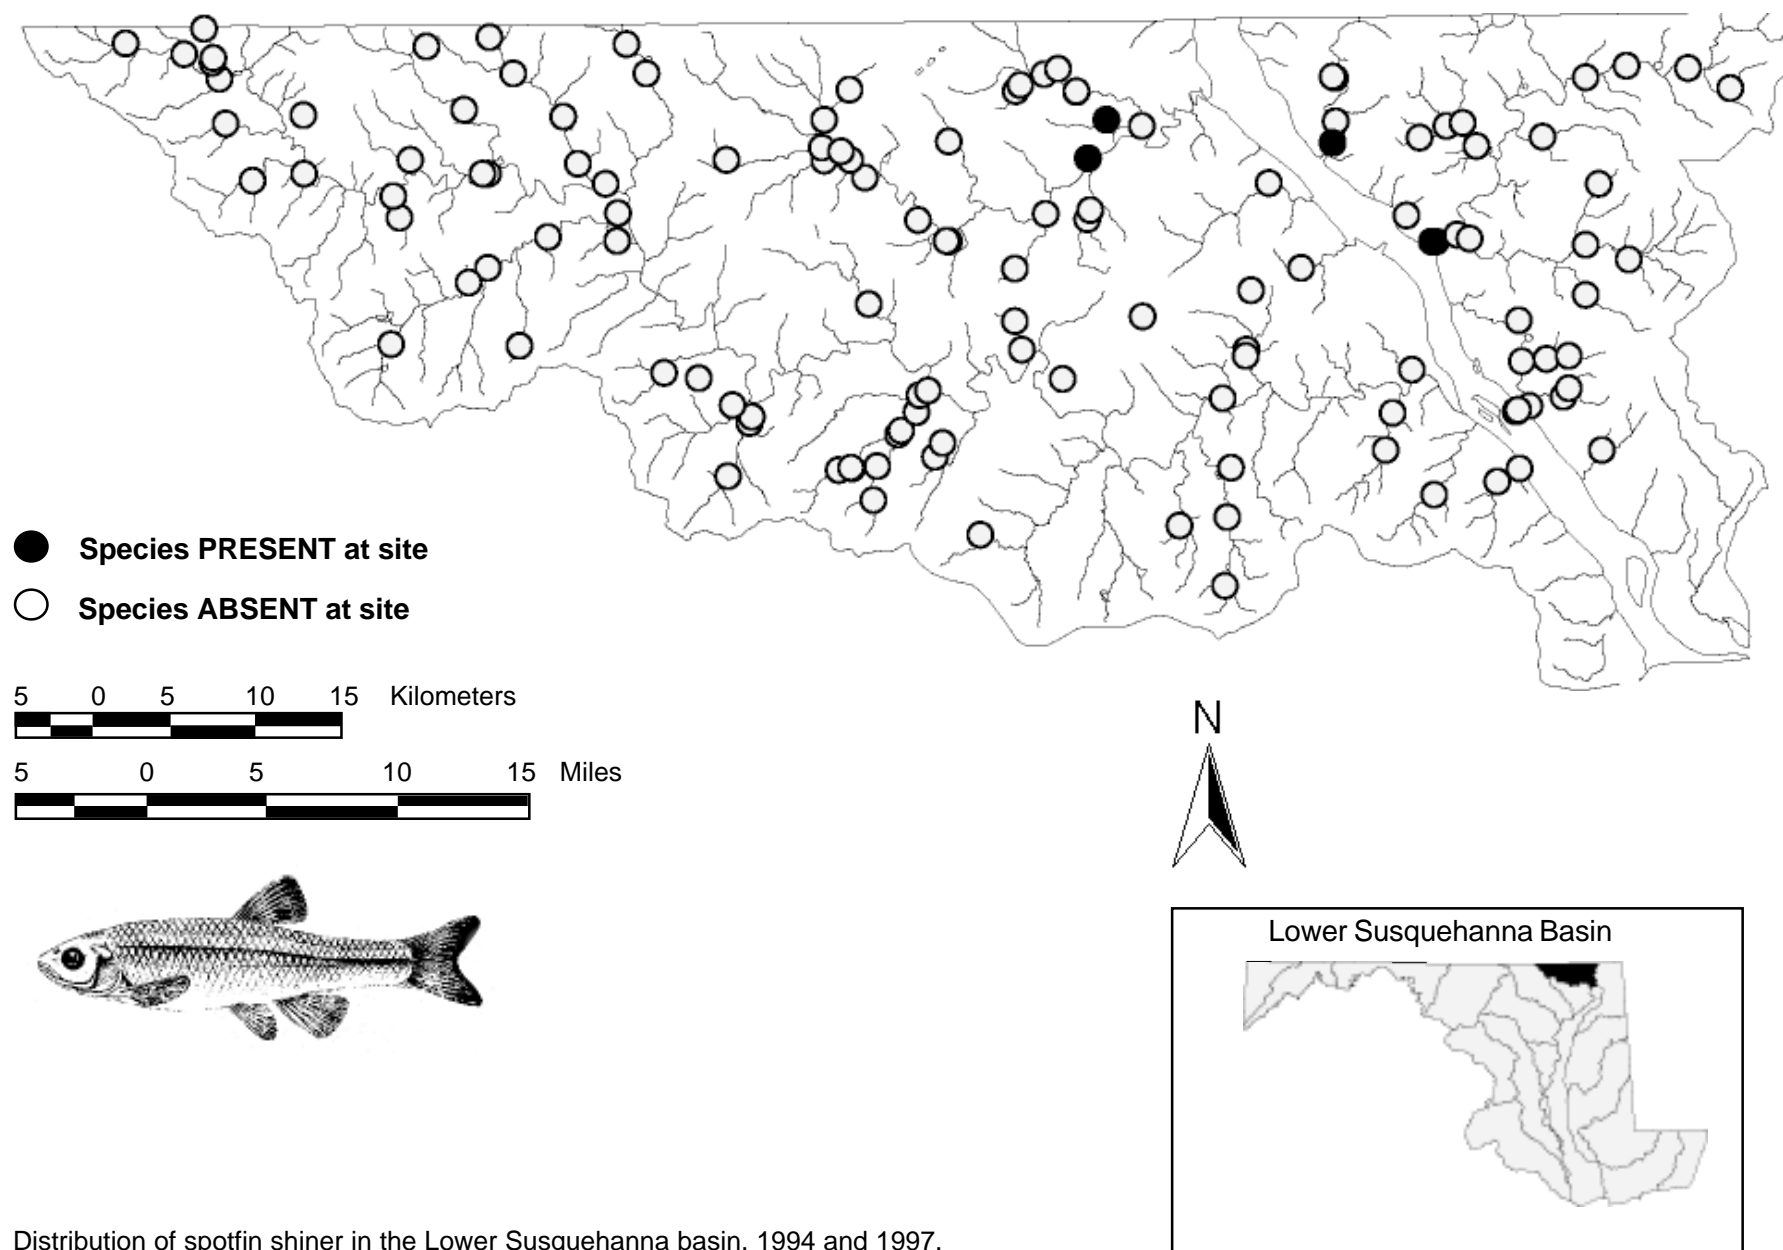 Species PRESENT at site
Species ABSENT at site
5 0 5 10 15 Kilometers
5 0 5 10 15 Miles
N
Lower Susquehanna Basin
Distribution of spotfin shiner in the Lower Susquehanna basin, 1994 and 1997.